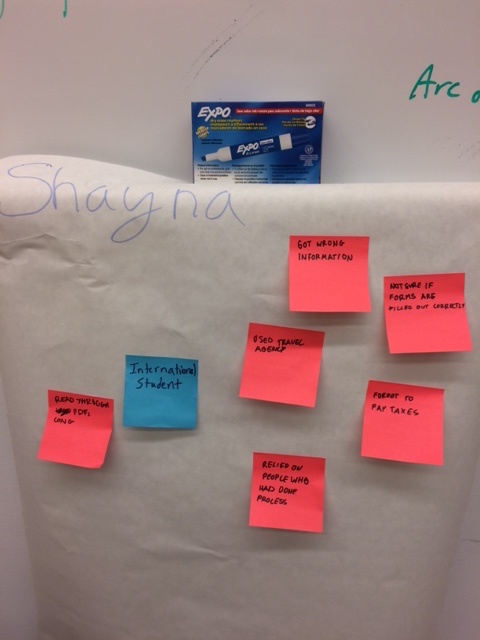 Arc o
EXPO
EXPO
Shayna
GOT WRONG
INFORMATION
NOT SURE IF
FORMS ARE
FILLED OUT CORRECTLY
USED TRAVEL
AGENCY
International
Student
READ THROUGH
PDFs
LONG
FORGOT TO
PAY TAXES
RELIED ON
PEOPLE WHO
HAD DONE
PROCESS